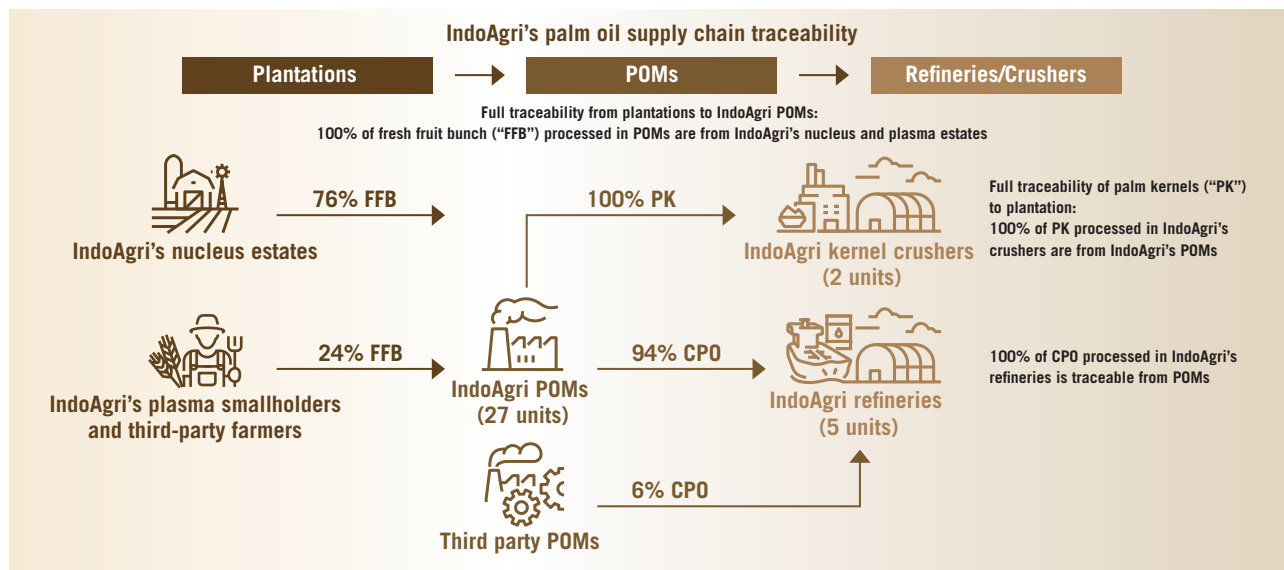 IndoAgri’s palm oil supply chain traceability
Plantations
POMs
Refineries/Crushers
Full traceability from plantations to IndoAgri POMs:
100% of fresh fruit bunch (“FFB”) processed in POMs are from IndoAgri’s nucleus and plasma estates
76% FFB
IndoAgri’s nucleus estates
100% PK
IndoAgri kernel crushers
(2 units)
Full traceability of palm kernels (“PK”)
to plantation:
100% of PK processed in IndoAgri’s
crushers are from IndoAgri’s POMs
24% FFB
IndoAgri’s plasma smallholders
and third-party farmers
IndoAgri POMs
(27 units)
94% CPO
IndoAgri refineries
(5 units)
100% of CPO processed in IndoAgri’s
refineries is traceable from POMs
6% CPO
Third party POMs